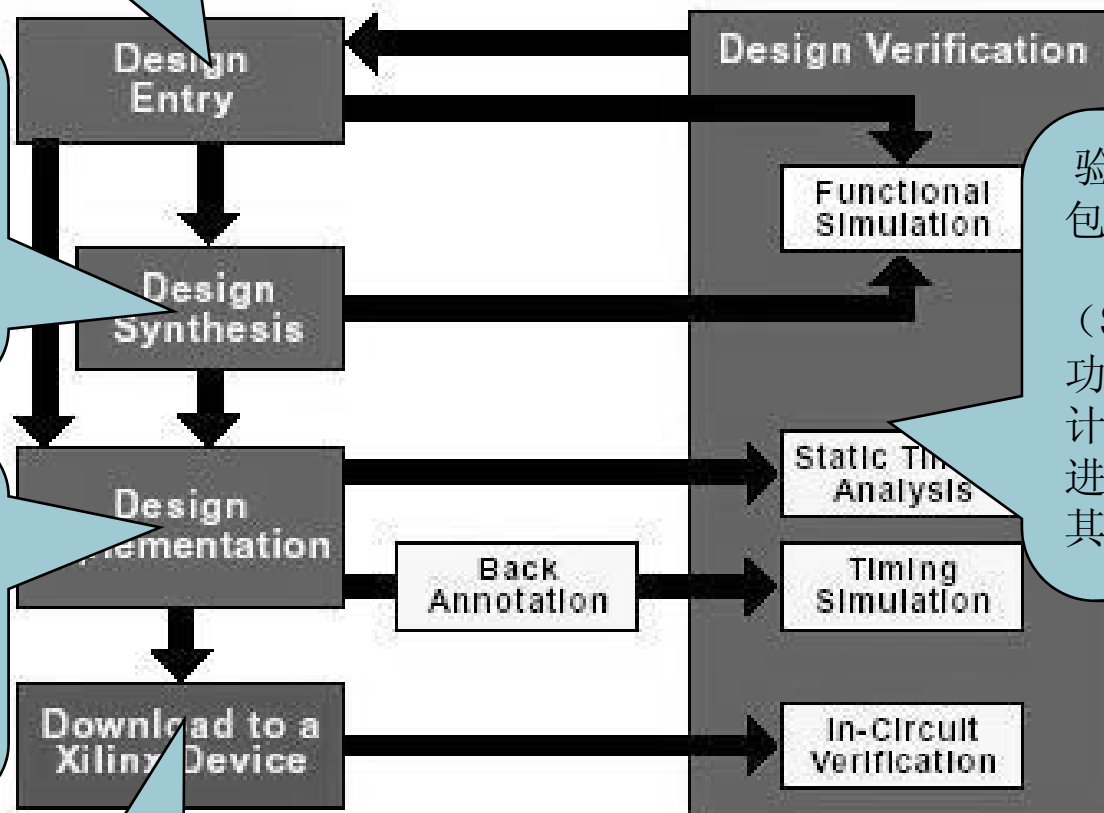 Design
Entry
Design Verification
Functional
Simulation
Design
Synthesis
Design
Static
Analysis
Back
Annotation
Timing
Simulation
Download to a
Xilinx Device
In-Circuit
Verification
验
包
功
计
进
其